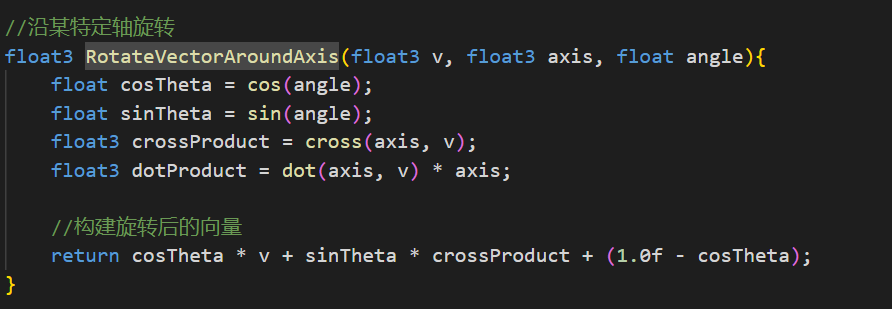 //沿某特定轴旋转
float3 RotateVectorAroundAxis(float3 v, float3 axis, float angle){
    float cosTheta = cos(angle);
    float sinTheta = sin(angle);
    float3 crossProduct = cross(axis, v);
    float3 dotProduct = dot(axis, v) * axis;

    //构建旋转后的向量
    return cosTheta * v + sinTheta * crossProduct + (1.0f - cosTheta);
}